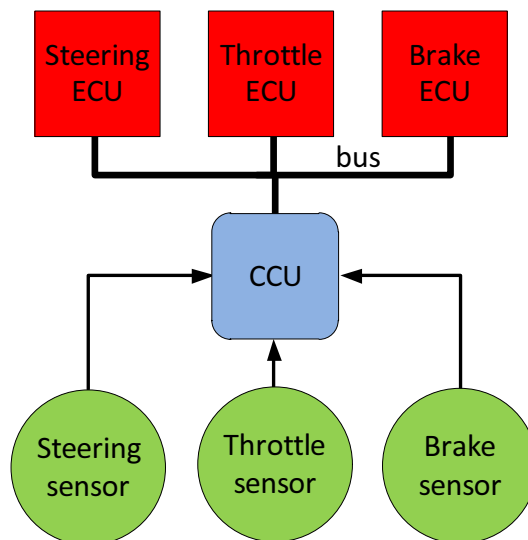 Steering
ECU
Throttle
ECU
Brake
ECU
bus
CCU
Steering
sensor
Throttle
sensor
Brake
sensor